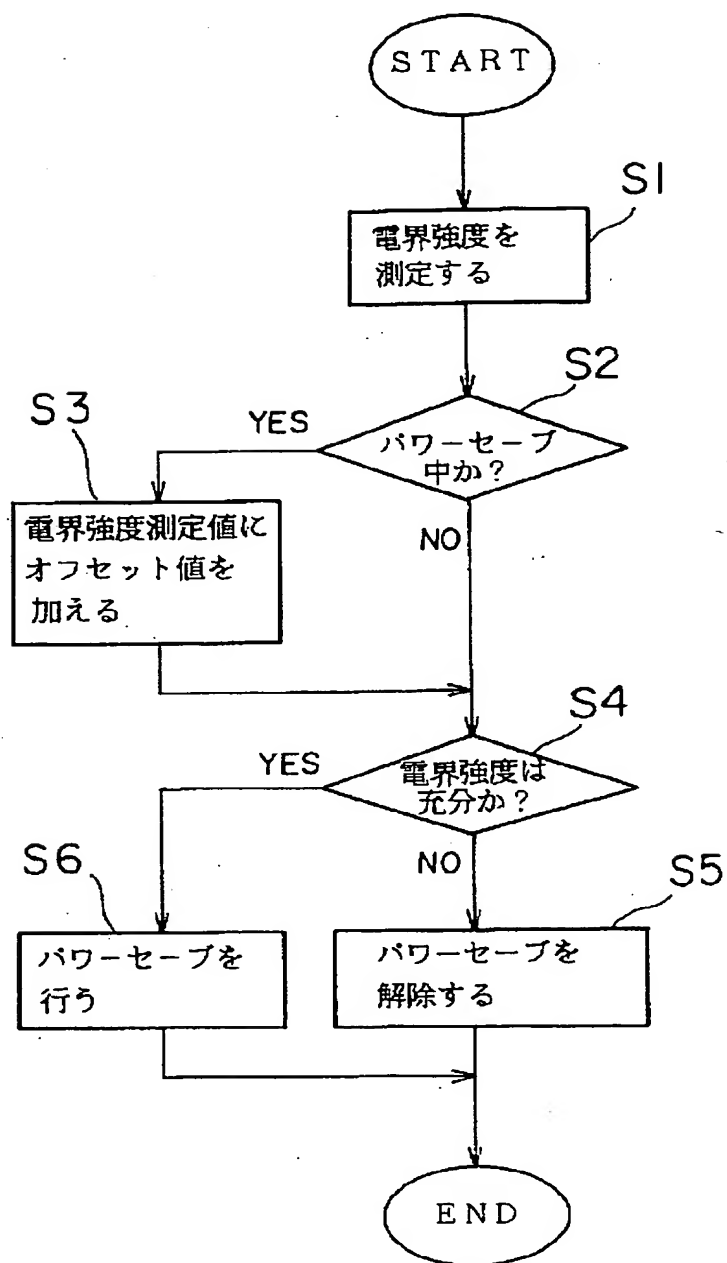 START
S1
電界強度を
測定する
S2
パワーセーブ
中か?
YES
NO
S3
電界強度測定値に
オフセット値を
加える
S4
電界強度は
充分か?
YES
NO
S6
パワーセーブを
行う
S5
パワーセーブを
解除する
END